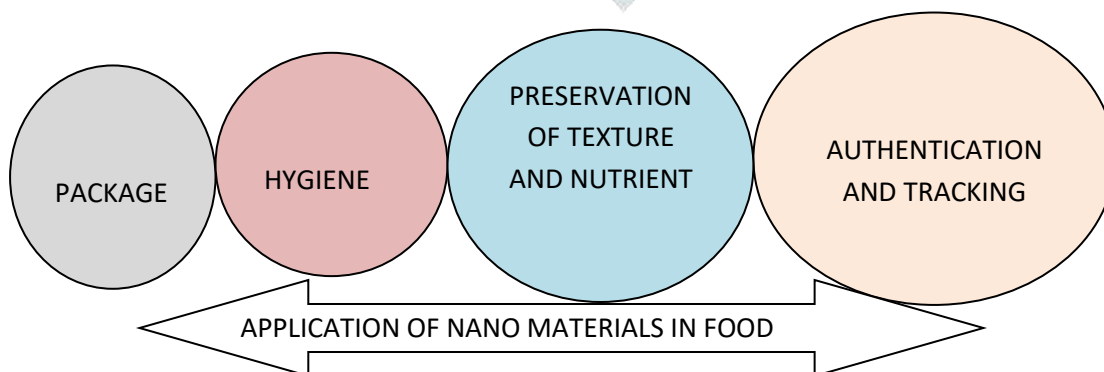 PACKAGE
HYGIENE
PRESERVATION
OF TEXTURE
AND NUTRIENT
AUTHENTICATION
AND TRACKING
APPLICATION OF NANO MATERIALS IN FOOD